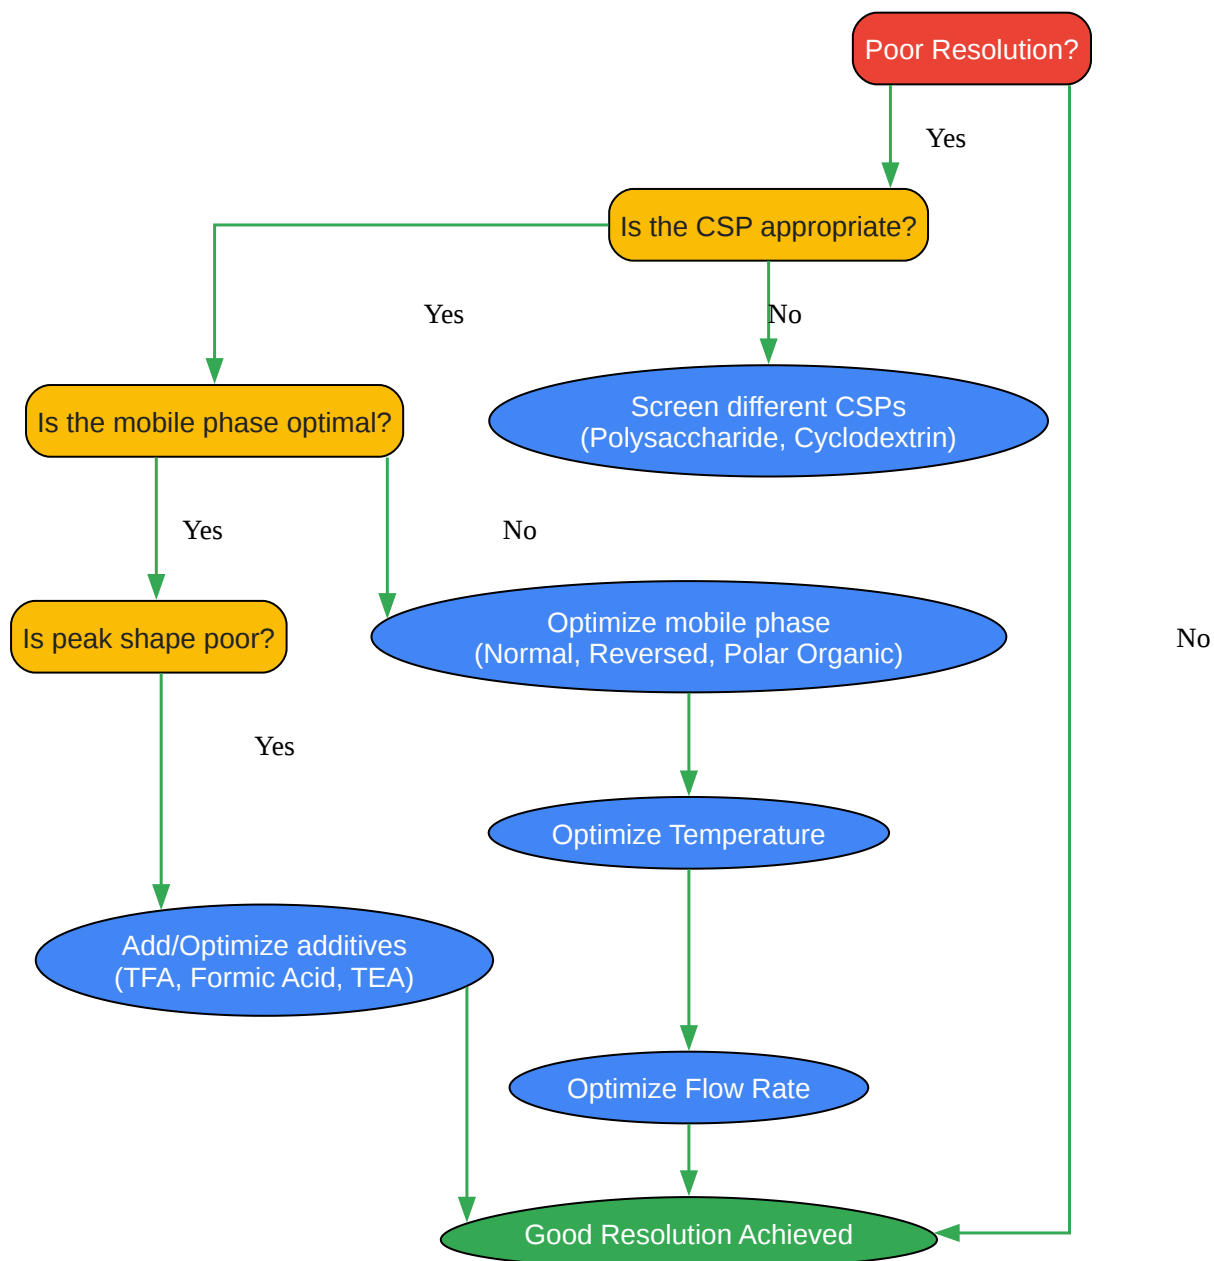 Poor Resolution?
Yes
Is the CSP appropriate?
Yes
No
Is the mobile phase optimal?
Screen different CSPs
(Polysaccharide, Cyclodextrin)
Yes
No
Is peak shape poor?
Optimize mobile phase
(Normal, Reversed, Polar Organic)
No
Yes
Optimize Temperature
Add/Optimize additives
(TFA, Formic Acid, TEA)
Optimize Flow Rate
Good Resolution Achieved